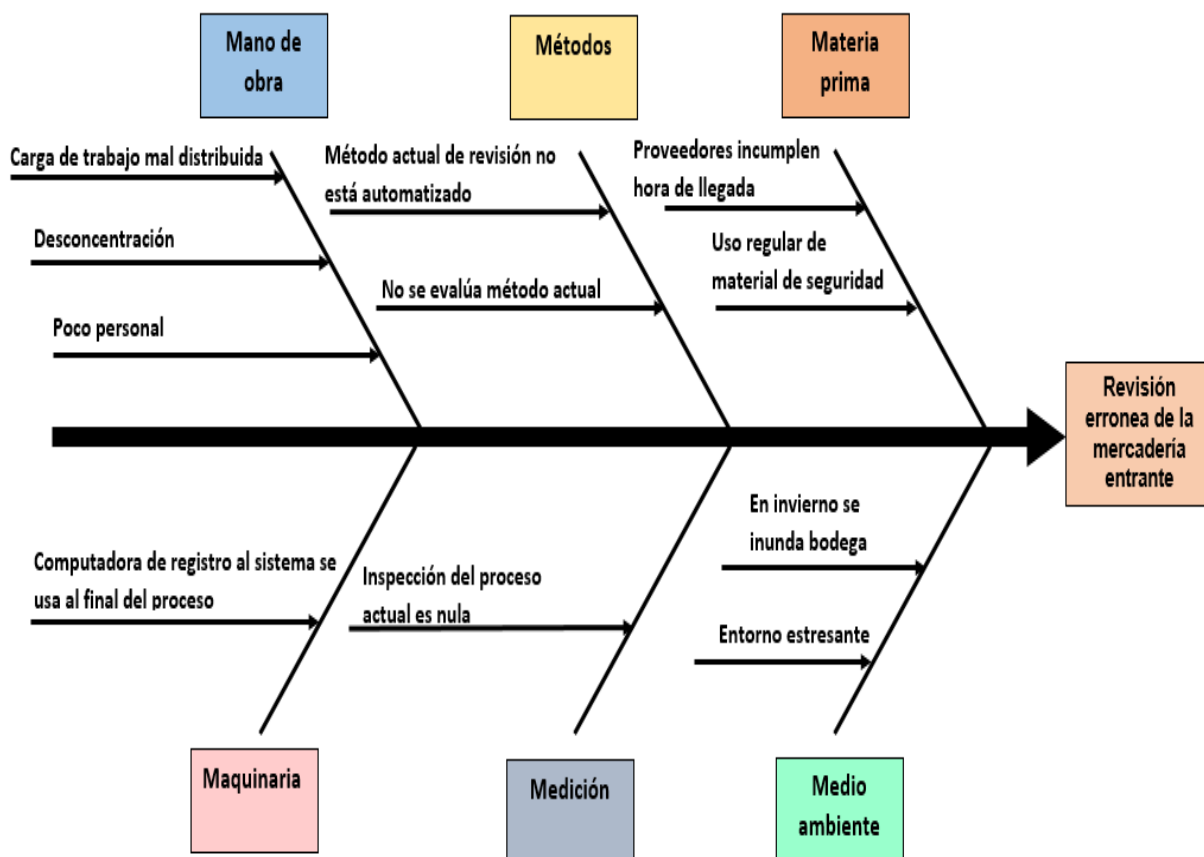 Mano de
obra
Métodos
Materia
prima
Carga de trabajo mal distribuida
Desconcentración
Poco personal
Método actual de revisión no
está automatizado
No se evalúa método actual
Proveedores incumplen
hora de llegada
Uso regular de
material de seguridad
Revisión
erronea de la
mercadería
entrante
Computadora de registro al sistema se
usa al final del proceso
Inspección del proceso
actual es nula
En invierno se
inunda bodega
Entorno estresante
Maquinaria
Medición
Medio
ambiente